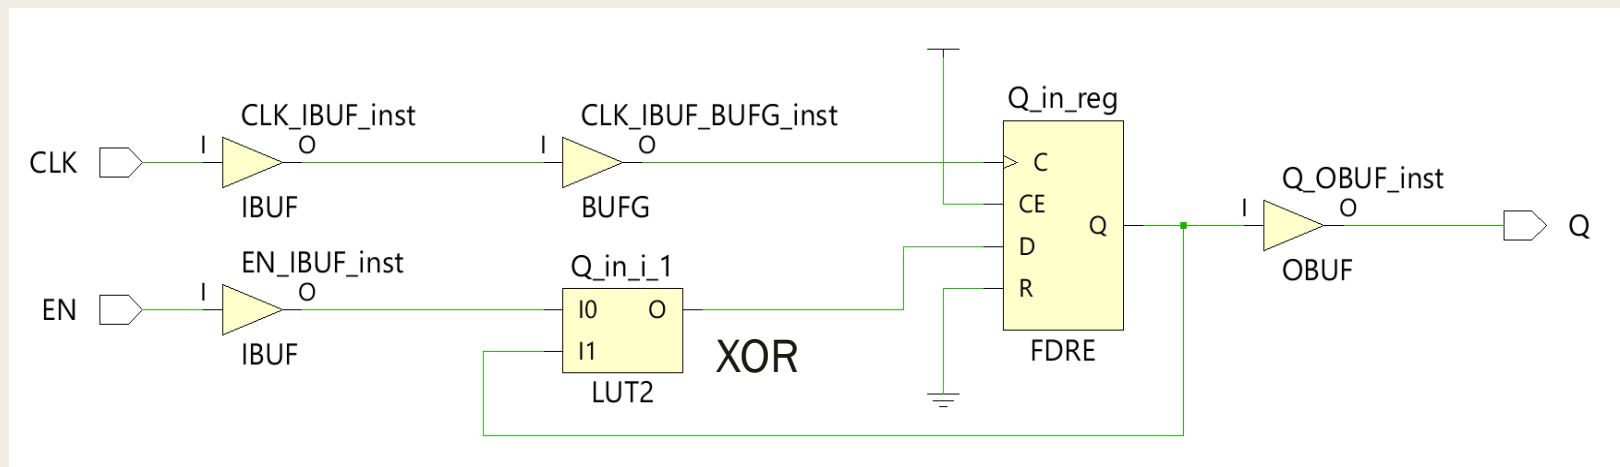 Q_in_reg
CLK_IBUF_inst
CLK_IBUF_BUFG_inst
I
O
I
O
CLK
C
IBUF
BUFG
CE
Q_OBUF_inst
I
O
Q
Q
D
OBUF
EN_IBUF_inst
Q_in_i_1
I
O
R
EN
I0
O
I1
IBUF
XOR
FDRE
LUT2